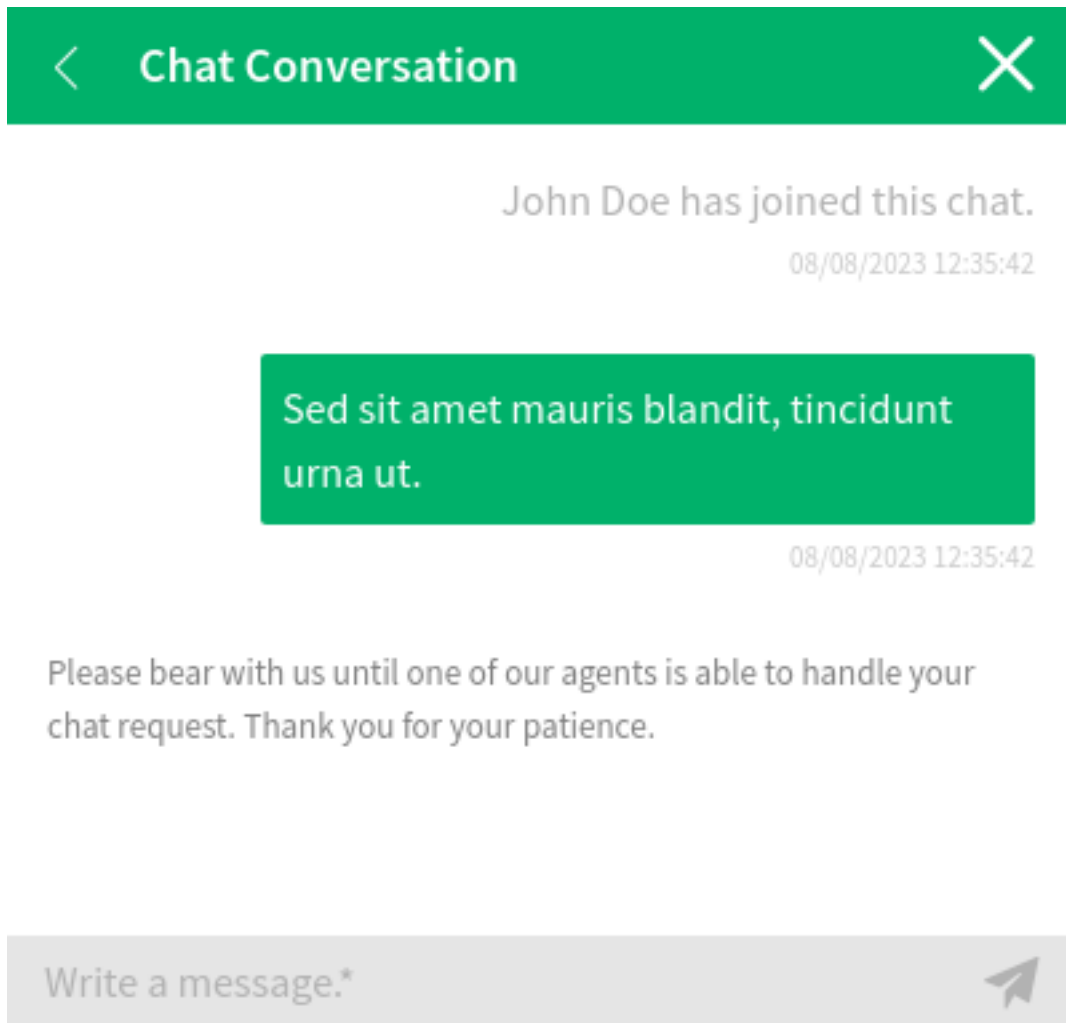 Chat Conversation
John Doe has joined this chat.
08/08/2023 12:35:42
Sed sit amet mauris blandit, tincidunt
urna ut.
08/08/2023 12:35:42
Please bear with us until one of our agents is able to handle your
chat request. Thank you for your patience.
Write a message.*